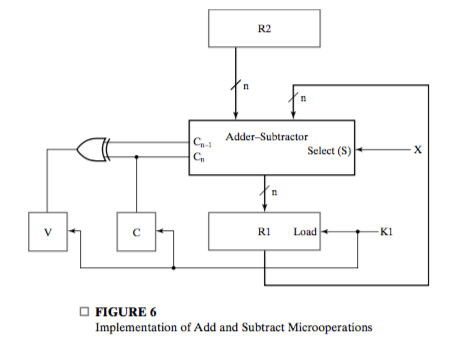 R2
n
n
Adder–Subtractor
C_{n-1}
Select (S)
X
C_n
n
V
C
R1
Load
K1
FIGURE 6
Implementation of Add and Subtract Microoperations